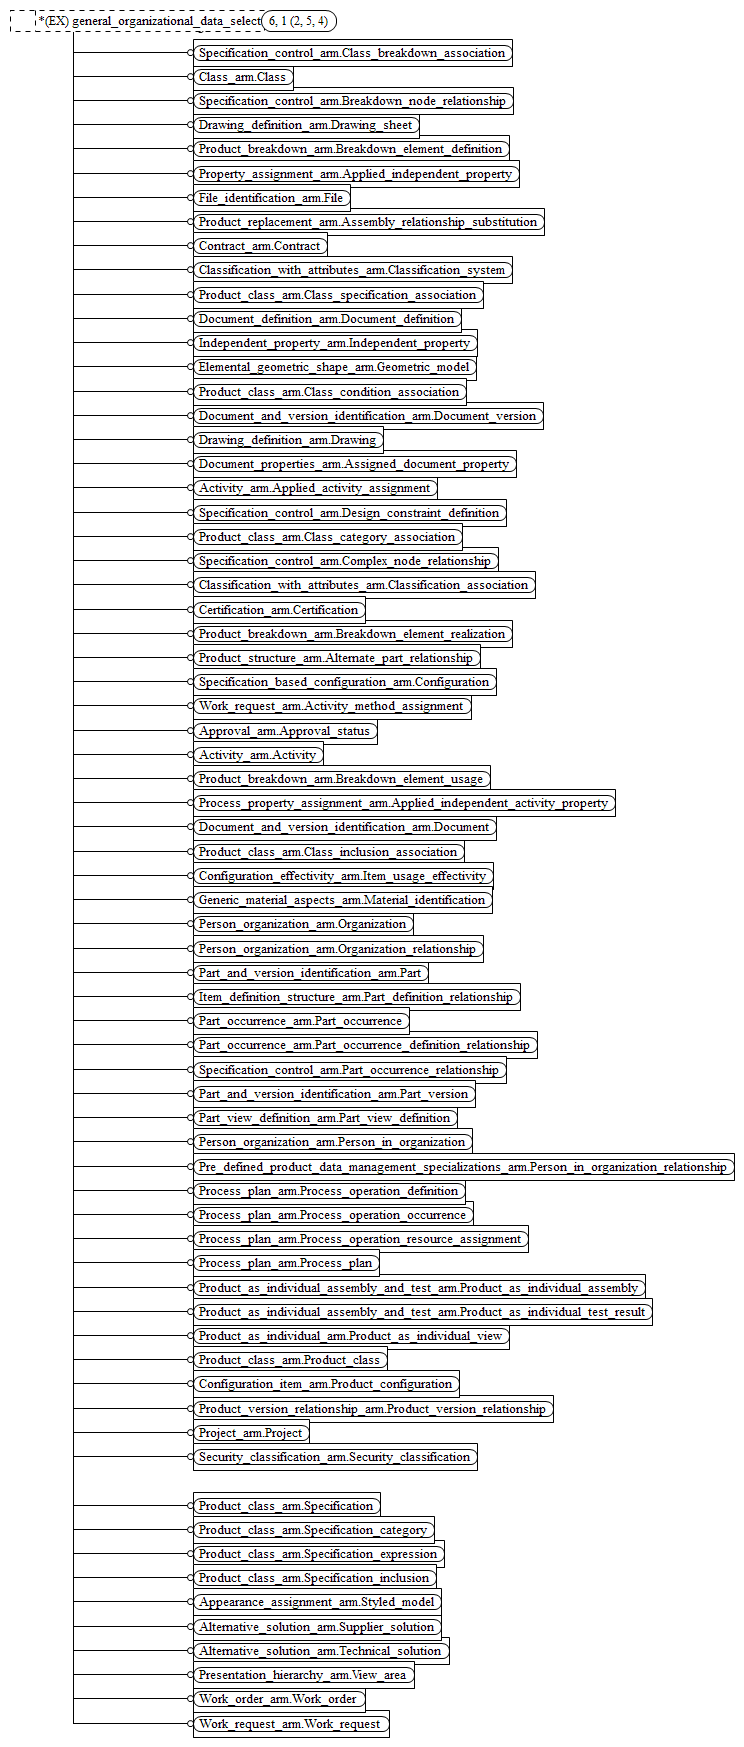 *(EX) general_organizational_data_select 6, 1 (2, 5, 4)
Specification_control_arm.Class_breakdown_association
Class_arm.Class
Specification_control_arm.Breakdown_node_relationship
Drawing_definition_arm.Drawing_sheet
Product_breakdown_arm.Breakdown_element_definition
Property_assignment_arm.Applied_independent_property
File_identification_arm.File
Product_replacement_arm.Assembly_relationship_substitution
Contract_arm.Contract
Classification_with_attributes_arm.Classification_system
Product_class_arm.Class_specification_association
Document_definition_arm.Document_definition
Independent_property_arm.Independent_property
Elemental_geometric_shape_arm.Geometric_model
Product_class_arm.Class_condition_association
Document_and_version_identification_arm.Document_version
Drawing_definition_arm.Drawing
Document_properties_arm.Assigned_document_property
Activity_arm.Applied_activity_assignment
Specification_control_arm.Design_constraint_definition
Product_class_arm.Class_category_association
Specification_control_arm.Complex_node_relationship
Classification_with_attributes_arm.Classification_association
Certification_arm.Certification
Product_breakdown_arm.Breakdown_element_realization
Product_structure_arm.Alternate_part_relationship
Specification_based_configuration_arm.Configuration
Work_request_arm.Activity_method_assignment
Approval_arm.Approval_status
Activity_arm.Activity
Product_breakdown_arm.Breakdown_element_usage
Process_property_assignment_arm.Applied_independent_activity_property
Document_and_version_identification_arm.Document
Product_class_arm.Class_inclusion_association
Configuration_effectivity_arm.Item_usage_effectivity
Generic_material_aspects_arm.Material_identification
Person_organization_arm.Organization
Person_organization_arm.Organization_relationship
Part_and_version_identification_arm.Part
Item_definition_structure_arm.Part_definition_relationship
Part_occurrence_arm.Part_occurrence
Part_occurrence_arm.Part_occurrence_definition_relationship
Specification_control_arm.Part_occurrence_relationship
Part_and_version_identification_arm.Part_version
Part_view_definition_arm.Part_view_definition
Person_organization_arm.Person_in_organization
Pre_defined_product_data_management_specializations_arm.Person_in_organization_relationship
Process_plan_arm.Process_operation_definition
Process_plan_arm.Process_operation_occurrence
Process_plan_arm.Process_operation_resource_assignment
Process_plan_arm.Process_plan
Product_as_individual_assembly_and_test_arm.Product_as_individual_assembly
Product_as_individual_assembly_and_test_arm.Product_as_individual_test_result
Product_as_individual_arm.Product_as_individual_view
Product_class_arm.Product_class
Configuration_item_arm.Product_configuration
Product_version_relationship_arm.Product_version_relationship
Project_arm.Project
Security_classification_arm.Security_classification
Product_class_arm.Specification
Product_class_arm.Specification_category
Product_class_arm.Specification_expression
Product_class_arm.Specification_inclusion
Appearance_assignment_arm.Styled_model
Alternative_solution_arm.Supplier_solution
Alternative_solution_arm.Technical_solution
Presentation_hierarchy_arm.View_area
Work_order_arm.Work_order
Work_request_arm.Work_request